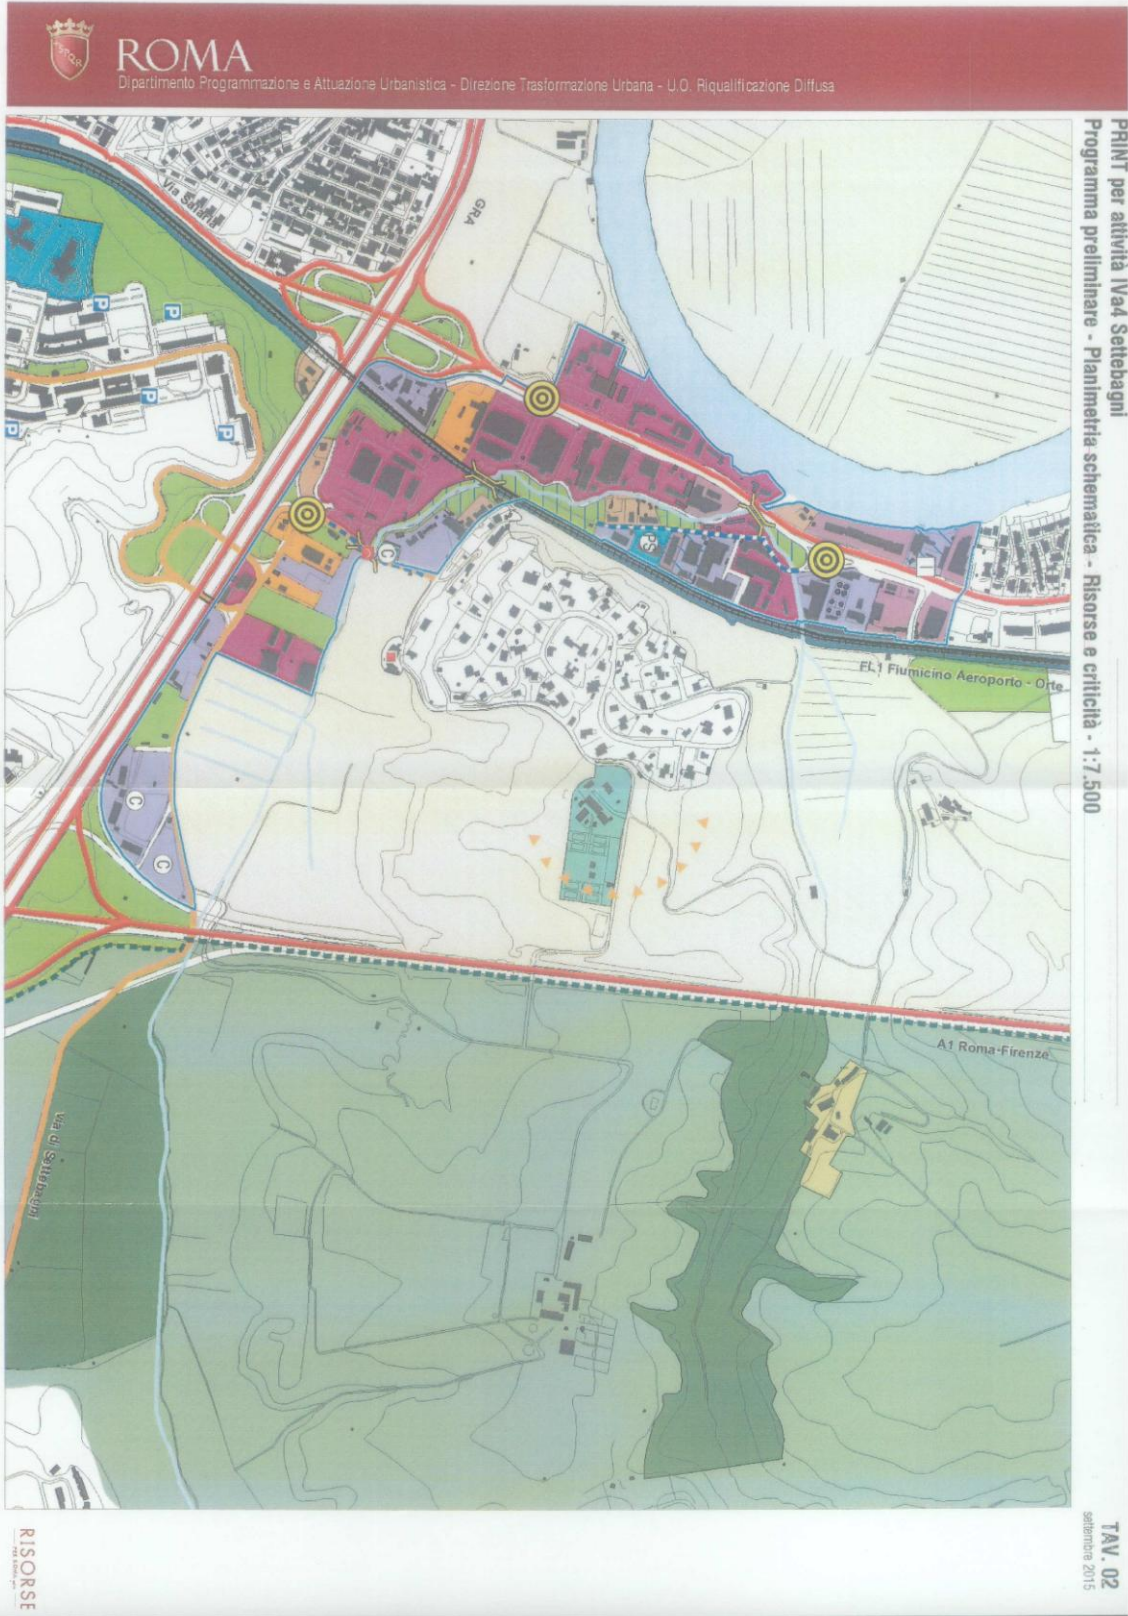 ROMA
Dipartimento Programmazione e Attuazione Urbanistica - Direzione Trasformazione Urbana - U.O. Riqualificazione Diffusa
PRINT per attività IVa4 Settebagni
Programma preliminare - Planimetria schematica - Risorse e criticità - 1:7.500
TAV. 02
settembre 2015
Via Salaria
GRA
P
P
P
P
P
PS
C
C
C
FL1 Fiumicino Aeroporto - Orte
A1 Roma-Firenze
Via di Settebagni
RISORSE